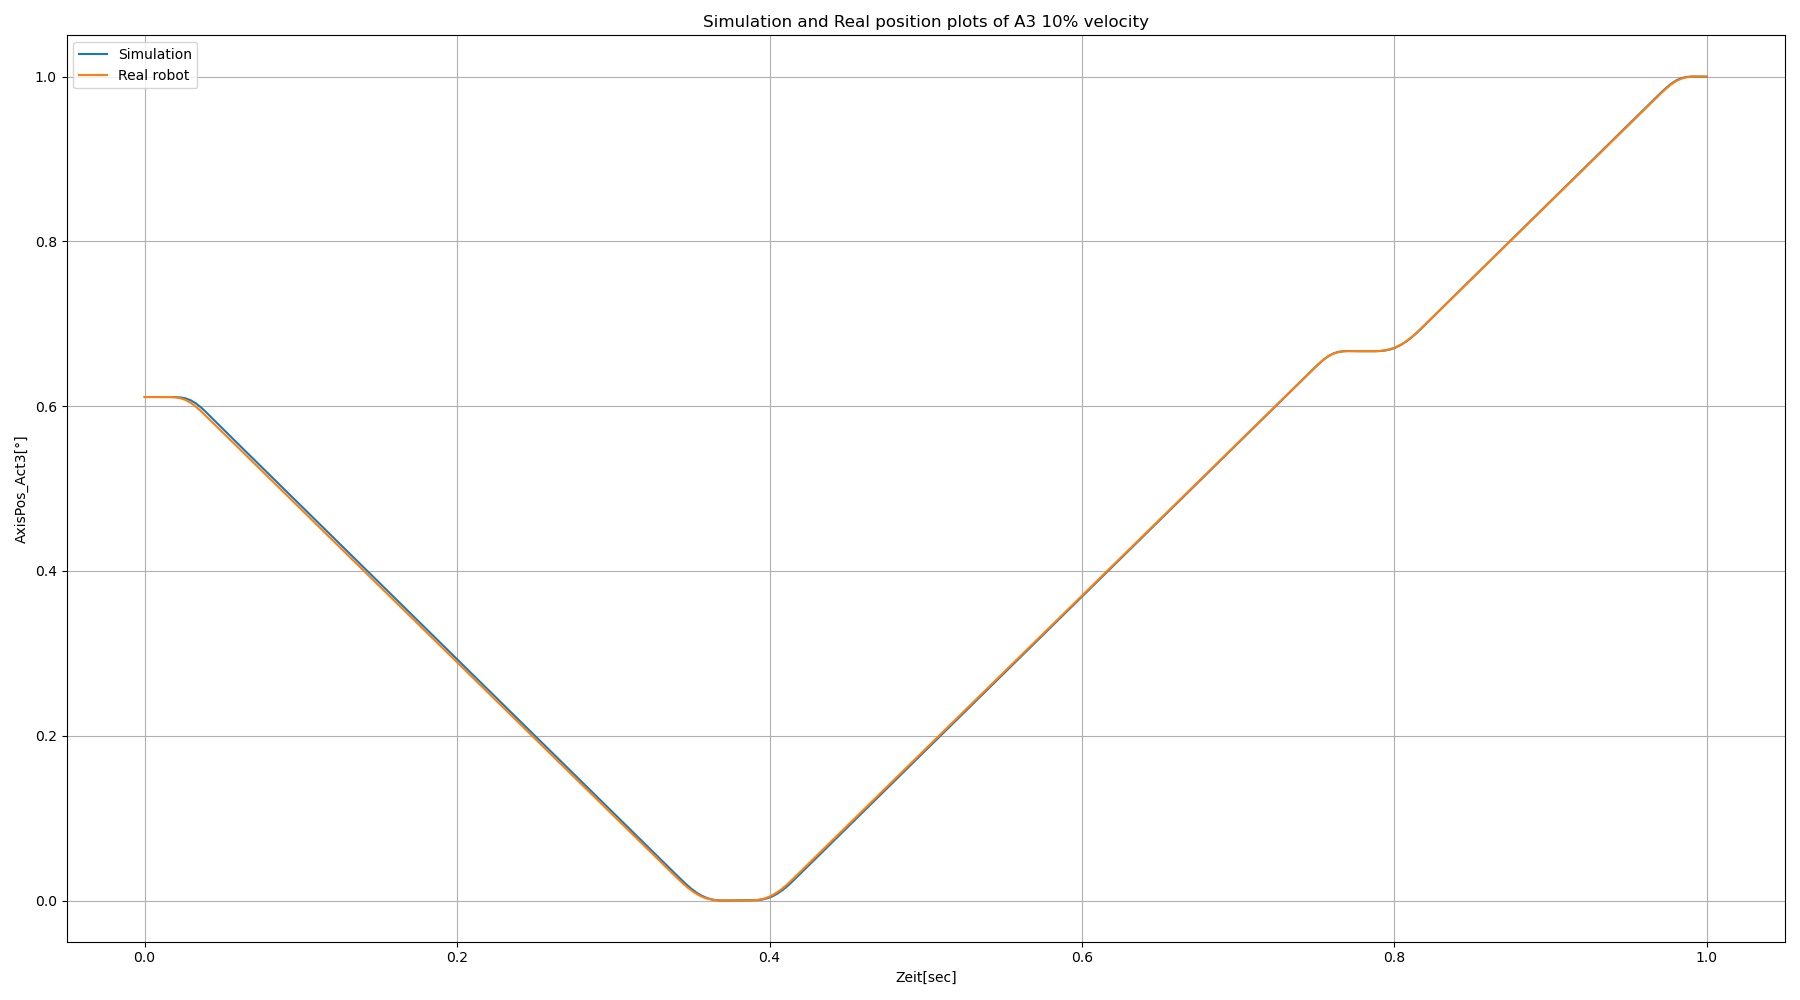 Simulation and Real position plots of A3 10% velocity
Simulation
Real robot
1.0
0.8
0.6
0.4
0.2
0.0
AxisPos_Act3[°]
0.0 0.2 0.4 0.6 0.8 1.0
Zeit[sec]